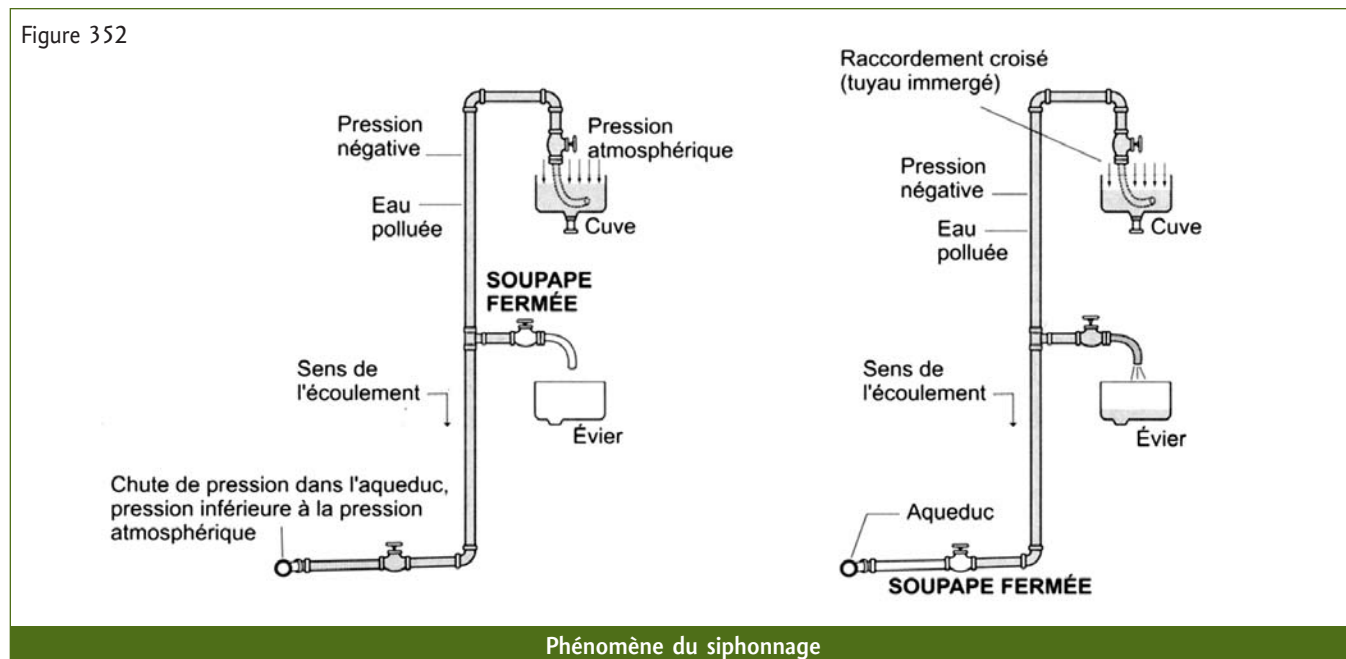 Figure 352
Pression
négative
Pression
atmosphérique
Eau
polluée
Cuve
SOUPAPE
FERMÉE
Sens de
l'écoulement
Évier
Chute de pression dans l'aqueduc,
pression inférieure à la pression
atmosphérique
Raccordement croisé
(tuyau immergé)
Pression
négative
Eau
polluée
Cuve
Sens de
l'écoulement
Évier
Aqueduc
SOUPAPE FERMÉE
Phénomène du siphonnage